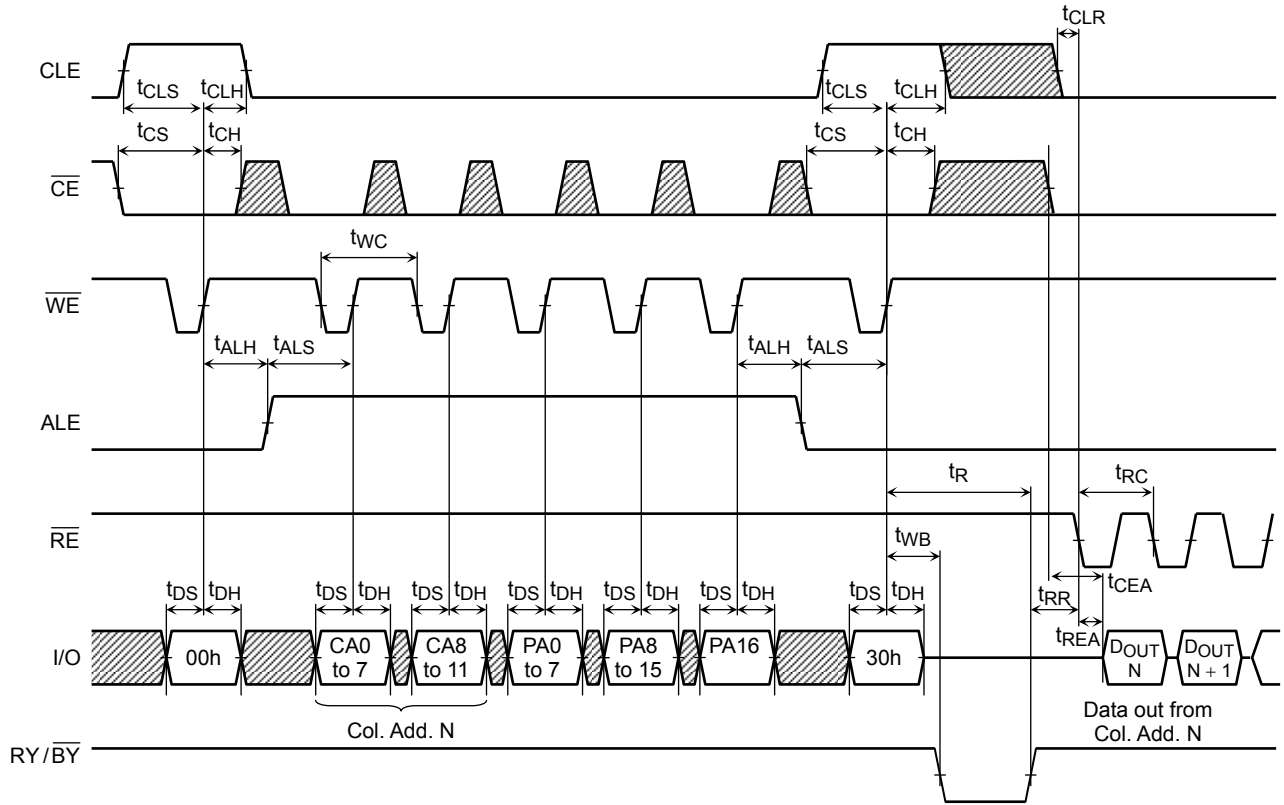 tCLR
CLE
tCLS tCLH tCLS tCLH
tCS tCH tCS tCH
CE
tWC
WE
tALH tALS tALH tALS
ALE
tR tRC
RE
tWB
tDS tDH tDS tDH tDS tDH tDS tDH tDS tDH tDS tDH tDS tDH tRR tCEA
tREA
I/O 00h CA0 to 7 CA8 to 11 PA0 to 7 PA8 to 15 PA16 30h DOUT N DOUT N + 1
Col. Add. N
Data out from
Col. Add. N
RY / BY